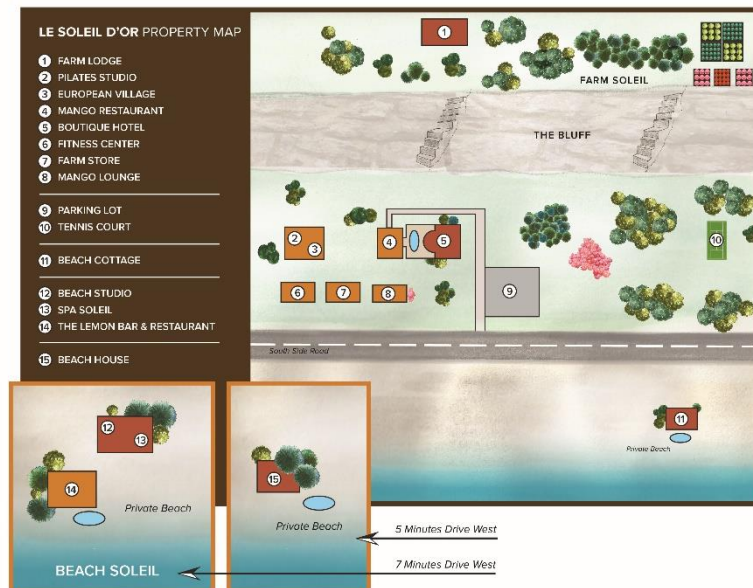 LE SOLEIL D'OR PROPERTY MAP
1 FARM LODGE
2 PILATES STUDIO
3 EUROPEAN VILLAGE
4 MANGO RESTAURANT
5 BOUTIQUE HOTEL
6 FITNESS CENTER
7 FARM STORE
8 MANGO LOUNGE
9 PARKING LOT
10 TENNIS COURT
11 BEACH COTTAGE
12 BEACH STUDIO
13 SPA SOLEIL
14 THE LEMON BAR & RESTAURANT
15 BEACH HOUSE
1
FARM SOLEIL
THE BLUFF
2
3
4
5
10
6
7
8
9
South Side Road
11
Private Beach
12
13
14
Private Beach
BEACH SOLEIL
15
Private Beach
5 Minutes Drive West
7 Minutes Drive West